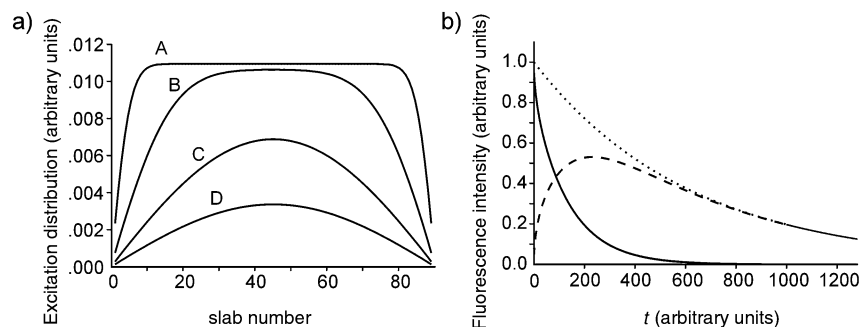 a)
Excitation distribution (arbitrary units)
.012
.010
.008
.006
.004
.002
.000
A
B
C
D
0
20
40
60
80
slab number
b)
Fluorescence intensity (arbitrary units)
1.0
0.8
0.6
0.4
0.2
0.0
0
200
400
600
800
1000
1200
t (arbitrary units)